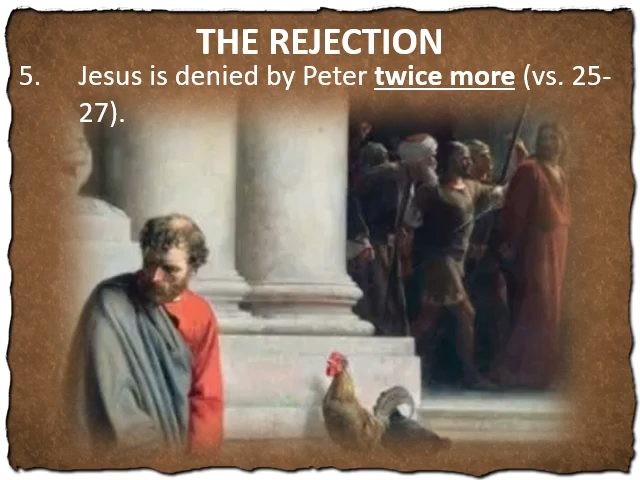 THE REJECTION
5. Jesus is denied by Peter twice more (vs. 25-
27).